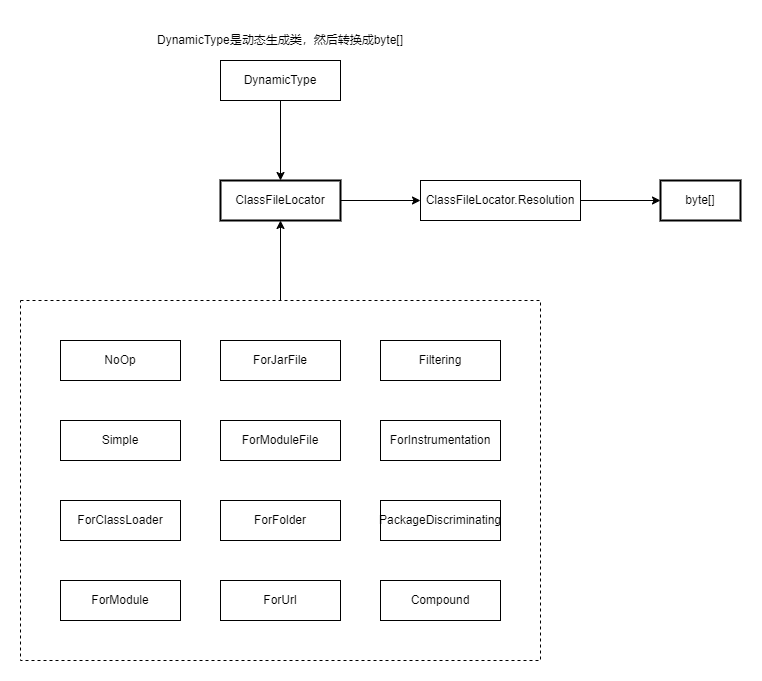 DynamicType是动态生成类，然后转换成byte[]
DynamicType
ClassFileLocator
ClassFileLocator.Resolution
byte[]
NoOp
ForJarFile
Filtering
Simple
ForModuleFile
ForInstrumentation
ForClassLoader
ForFolder
PackageDiscriminating
ForModule
ForUrl
Compound